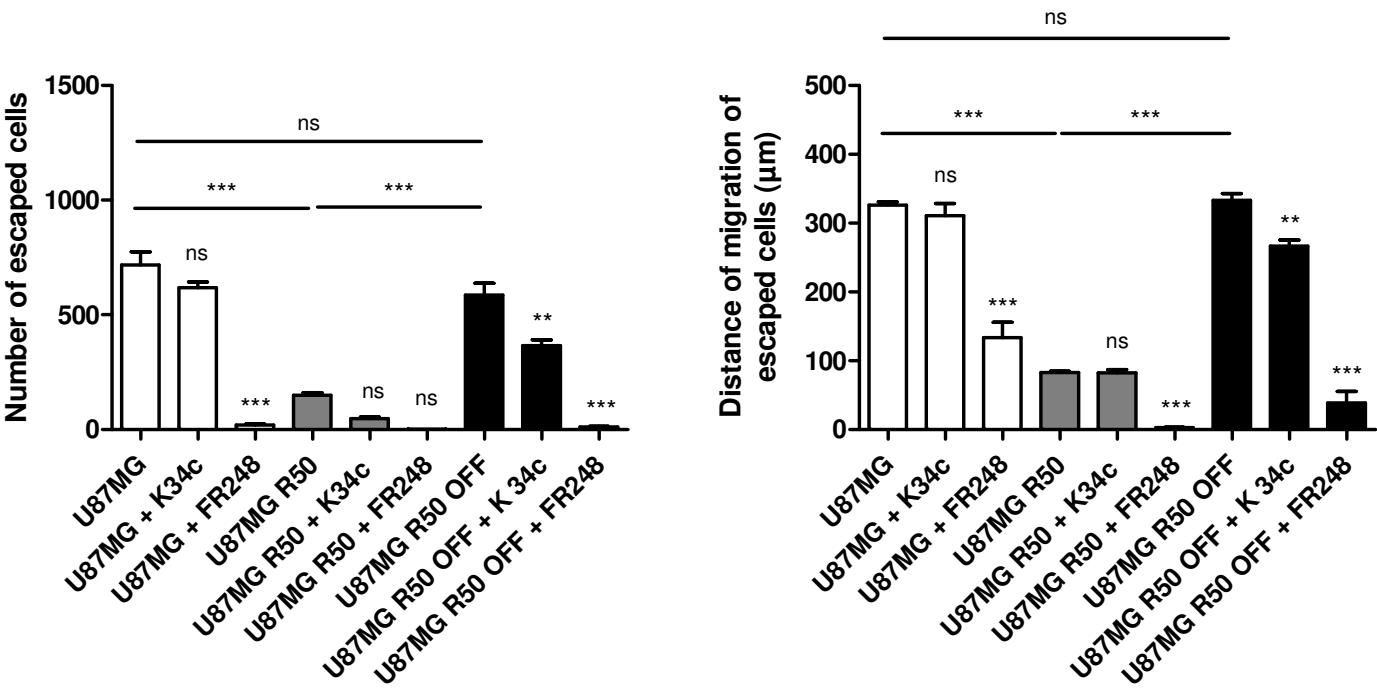 Number of escaped cells
1500
1000
500
0
ns
***
***
ns
***
ns
ns
**
***
U87MG
U87MG + K34c
U87MG + FR248
U87MG R50
U87MG R50 + K34c
U87MG R50 + FR248
U87MG R50 OFF
U87MG R50 OFF + K 34c
U87MG R50 OFF + FR248
Distance of migration of
escaped cells (µm)
500
400
300
200
100
0
ns
***
***
ns
***
ns
***
**
***
U87MG
U87MG + K34c
U87MG + FR248
U87MG R50
U87MG R50 + K34c
U87MG R50 + FR248
U87MG R50 OFF
U87MG R50 OFF + K 34c
U87MG R50 OFF + FR248